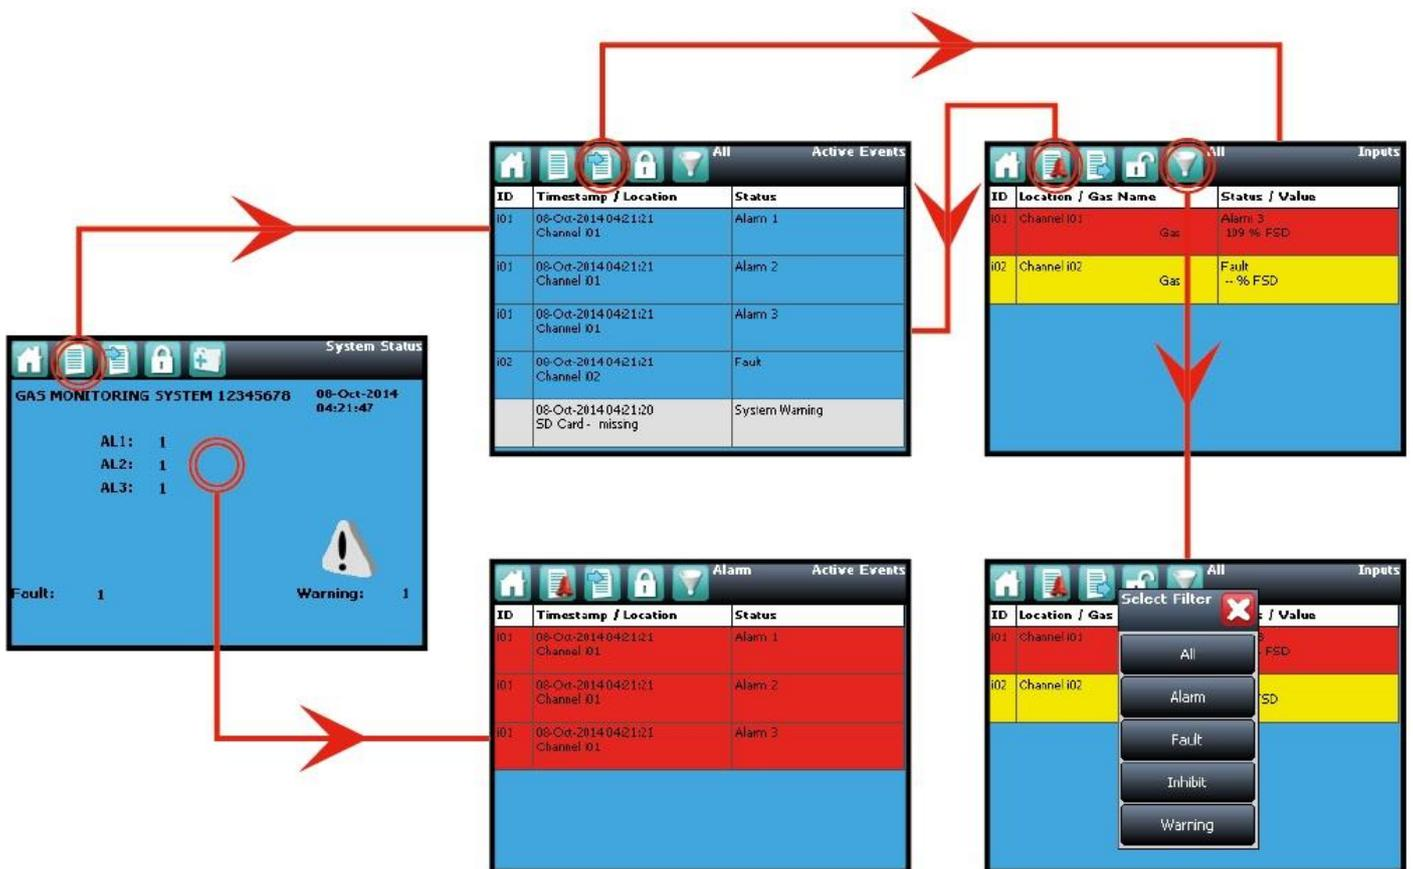 System Status
GAS MONITORING SYSTEM 12345678
08-Oct-2014
04:21:47
AL1: 1
AL2: 1
AL3: 1
Fault: 1
Warning: 1
All Active Events
ID Timestamp / Location Status
i01 08-Oct-2014 04:21:21 Alarm 1
Channel i01
i01 08-Oct-2014 04:21:21 Alarm 2
Channel i01
i01 08-Oct-2014 04:21:21 Alarm 3
Channel i01
i02 08-Oct-2014 04:21:21 Fault
Channel i02
08-Oct-2014 04:21:20 System Warning
SD Card - missing
All Inputs
ID Location / Gas Name Status / Value
i01 Channel i01 Alarm 3
Gas 109 % FSD
i02 Channel i02 Fault
Gas -- % FSD
Alarm Active Events
ID Timestamp / Location Status
i01 08-Oct-2014 04:21:21 Alarm 1
Channel i01
i01 08-Oct-2014 04:21:21 Alarm 2
Channel i01
i01 08-Oct-2014 04:21:21 Alarm 3
Channel i01
All Inputs
ID Location / Gas / Value
i01 Channel i01
FSD
i02 Channel i02
Select Filter
All
Alarm
Fault
Inhibit
Warning